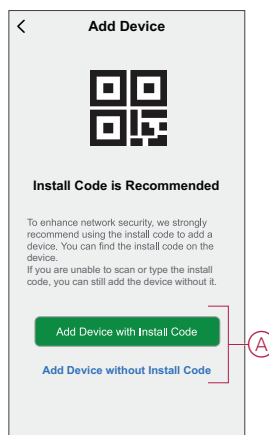 Add Device
Install Code is Recommended
To enhance network security, we strongly
recommend using the install code to add a
device. You can find the install code on the
device.
If you are unable to scan or type the install
code, you can still add the device without it.
Add Device with Install Code
A
Add Device without Install Code